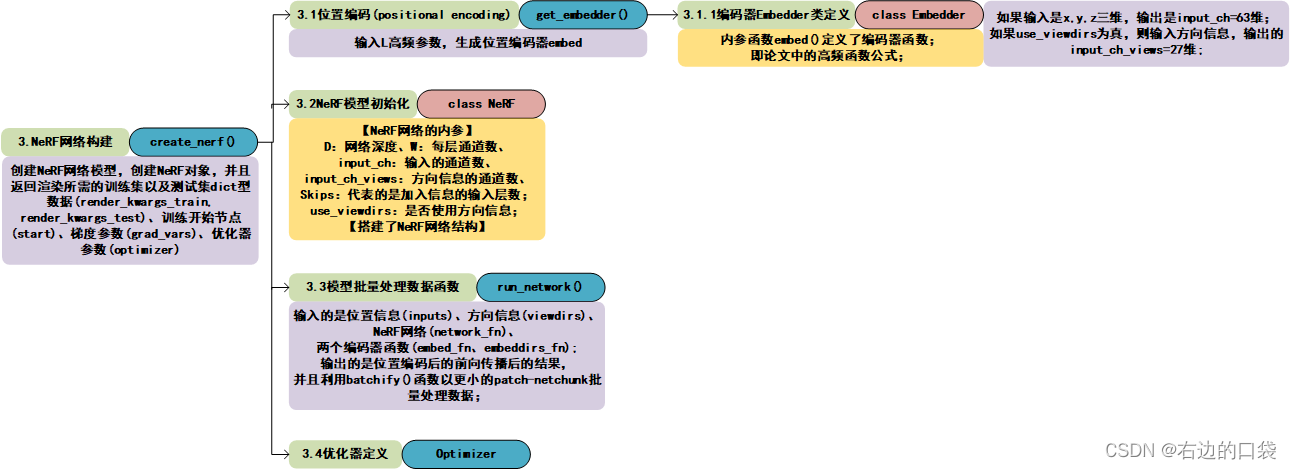 3.1位置编码(positional encoding)
get_embedder()
输入L高频参数，生成位置编码器embed
3.1.1编码器Embedder类定义
class Embedder
内参函数embed()定义了编码器函数；
即论文中的高频函数公式；
如果输入是x.y.z三维，输出是input_ch=63维；
如果use_viewdirs为真，则输入方向信息，输出的
input_ch_views=27维；
3.2NeRF模型初始化
class NeRF
【NeRF网络的内参】
D：网络深度、W：每层通道数、
input_ch：输入的通道数、
input_ch_views：方向信息的通道数、
Skips：代表的是加入信息的输入层数；
use_viewdirs：是否使用方向信息；
【搭建了NeRF网络结构】
3.NeRF网络构建
create_nerf()
创建NeRF网络模型，创建NeRF对象，并且
返回渲染所需的训练集以及测试集dict型
数据(render_kwargs_train,
render_kwargs_test)、训练开始节点
(start)、梯度参数(grad_vars)、优化器
参数(optimizer)
3.3模型批量处理数据函数
run_network()
输入的是位置信息(inputs)、方向信息(viewdirs)、
NeRF网络(network_fn)、
两个编码器函数(embed_fn、embeddirs_fn);
输出的是位置编码后的前向传播后的结果，
并且利用batchify()函数以更小的patch-netchunk批
量处理数据；
3.4优化器定义
Optimizer
CSDN @右边的口袋